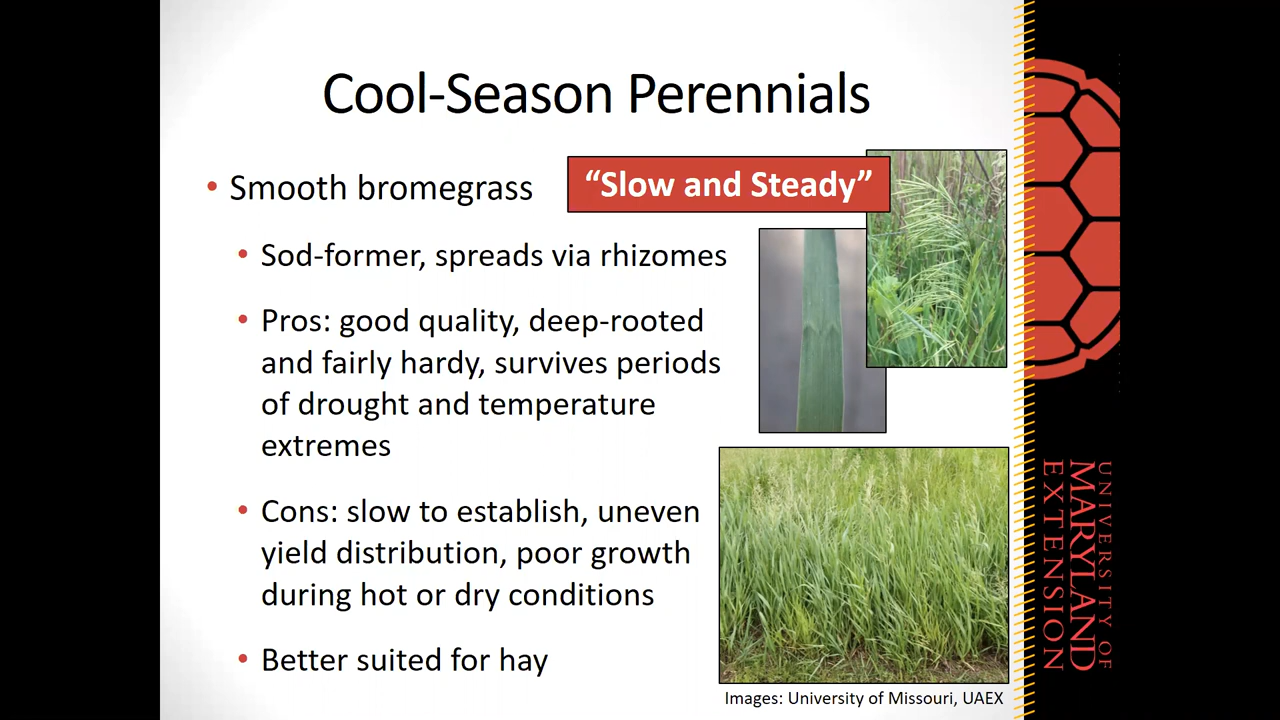 Cool-Season Perennials
• Smooth bromegrass
“Slow and Steady”
• Sod-former, spreads via rhizomes
• Pros: good quality, deep-rooted
and fairly hardy, survives periods
of drought and temperature
extremes
• Cons: slow to establish, uneven
yield distribution, poor growth
during hot or dry conditions
• Better suited for hay
Images: University of Missouri, UAEX
UNIVERSITY OF
MARYLAND
EXTENSION